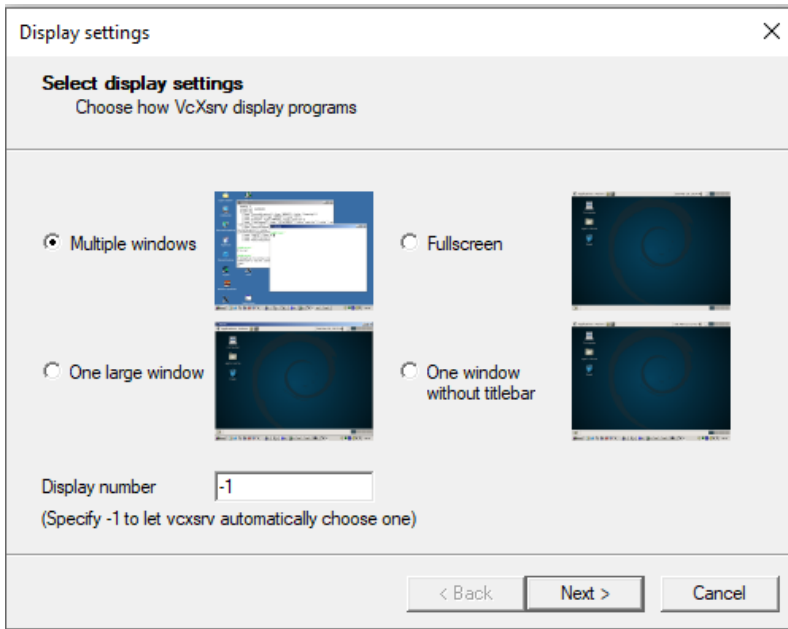 Display settings
Select display settings
Choose how VcXsrv display programs
Multiple windows
Fullscreen
One large window
One window
without titlebar
Display number
-1
(Specify -1 to let vcxsrv automatically choose one)
< Back
Next >
Cancel